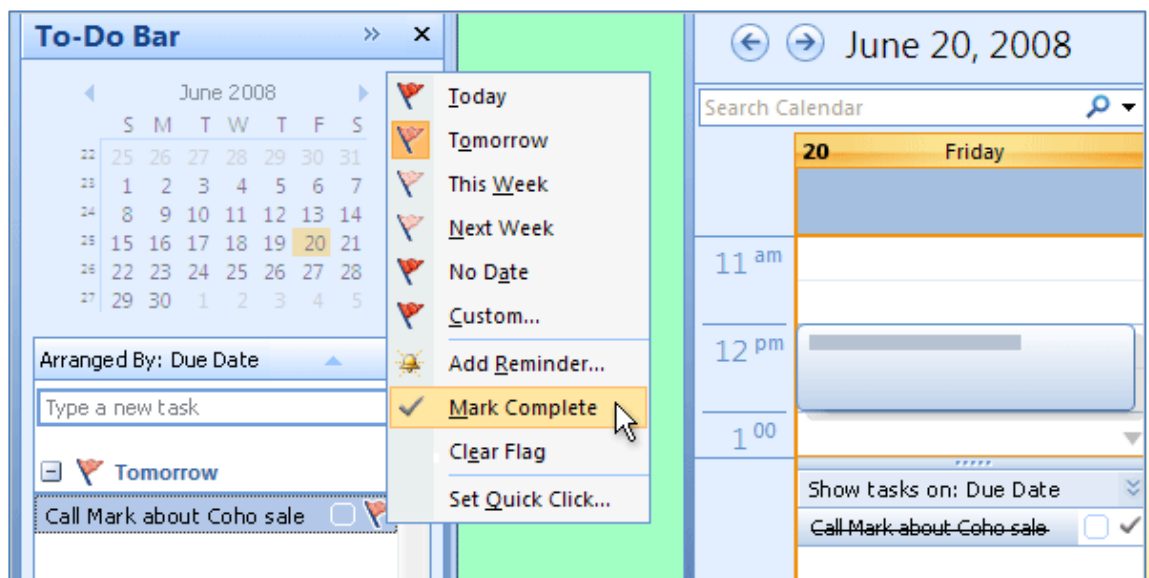 To-Do Bar
June 2008
S M T W T F S
22 25 26 27 28 29 30 31
23 1 2 3 4 5 6 7
24 8 9 10 11 12 13 14
25 15 16 17 18 19 20 21
26 22 23 24 25 26 27 28
27 29 30 1 2 3 4 5
Arranged By: Due Date
Type a new task
Tomorrow
Call Mark about Coho sale
Today
Tomorrow
This Week
Next Week
No Date
Custom...
Add Reminder...
Mark Complete
Clear Flag
Set Quick Click...
June 20, 2008
Search Calendar
20 Friday
11 am
12 pm
1 00
Show tasks on: Due Date
Call Mark about Coho sale